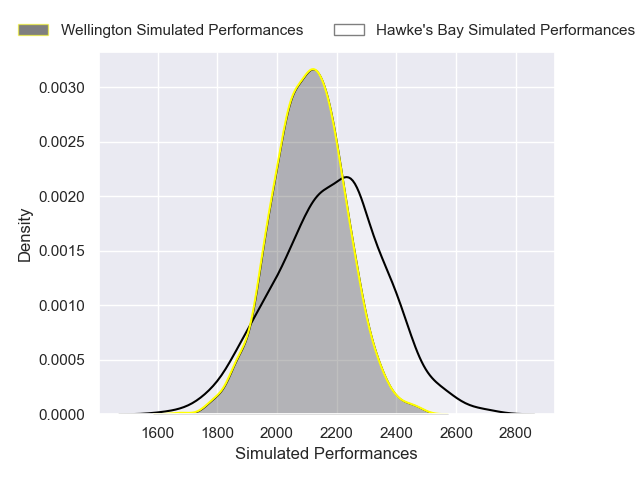 Wellington Simulated Performances
Hawke's Bay Simulated Performances
0.0030
0.0025
0.0020
0.0015
0.0010
0.0005
0.0000
Density
1600 1800 2000 2200 2400 2600 2800
Simulated Performances